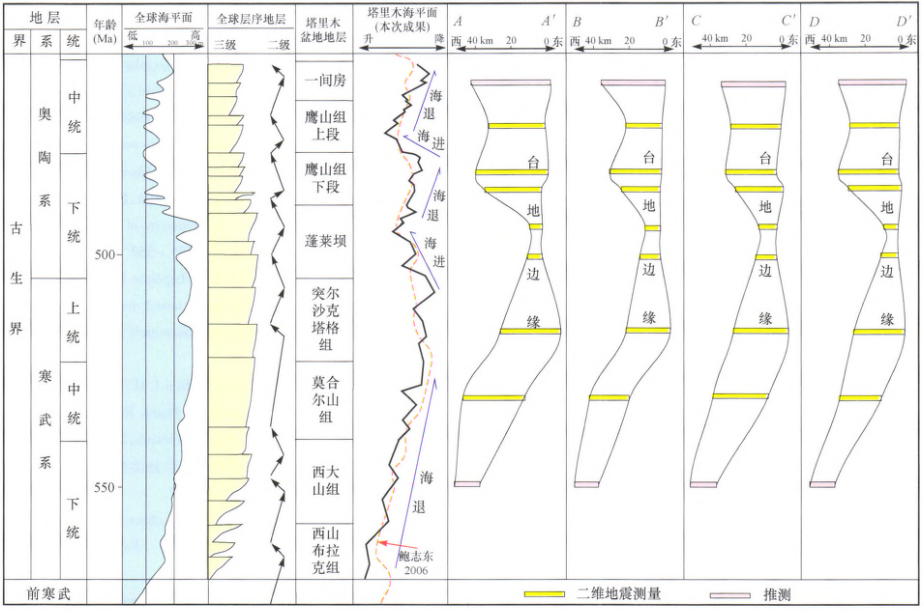 地 层
界 系 统
年龄
(Ma)
全球海平面
低 高
100 200 300
全球层序地层
三级 二级
塔里木
盆地地层
塔里木海平面
(本次成果)
升 降
A A'
西 40 km 20 0 东
B B'
西 40 km 20 0 东
C C'
西 40 km 20 0 东
D D'
西 40 km 20 0 东
古生界
奥陶系
中统
下统
寒武系
上统
中统
下统
前寒武
500
550
一间房
鹰山组
上段
鹰山组
下段
蓬莱坝
突尔
沙克
塔格
组
莫合
尔山
组
西大
山组
西山
布拉
克组
海退
海进
海退
海进
海退
鲍志东
2006
台地边缘
台地边缘
台地边缘
台地边缘
二维地震测量
推测